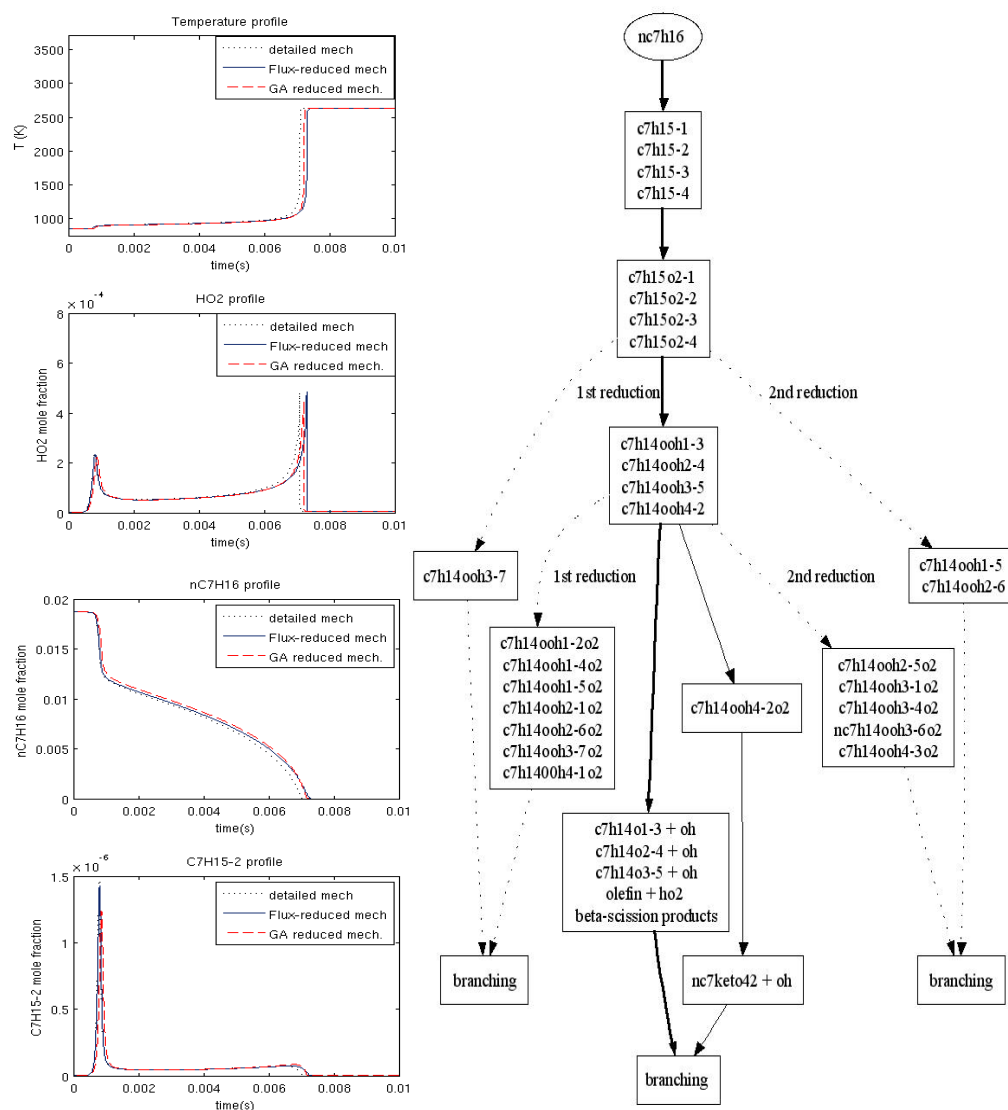 Temperature profile
3500
3000
2500
2000
1500
1000
T (K)
detailed mech
Flux-reduced mech
GA reduced mech.
0 0.002 0.004 0.006 0.008 0.01
time(s)
HO2 profile
× 10⁻⁴
8
6
4
2
0
HO2 mole fraction
detailed mech
Flux-reduced mech
GA reduced mech.
0 0.002 0.004 0.006 0.008 0.01
time(s)
nC7H16 profile
0.02
0.015
0.01
0.005
0
nC7H16 mole fraction
detailed mech
Flux-reduced mech
GA reduced mech.
0 0.002 0.004 0.006 0.008 0.01
time(s)
C7H15-2 profile
× 10⁻⁶
1.5
1
0.5
0
C7H15-2 mole fraction
detailed mech
Flux-reduced mech
GA reduced mech.
0 0.002 0.004 0.006 0.008 0.01
time(s)
nc7h16
c7h15-1
c7h15-2
c7h15-3
c7h15-4
c7h15o2-1
c7h15o2-2
c7h15o2-3
c7h15o2-4
1st reduction
2nd reduction
c7h14ooh1-3
c7h14ooh2-4
c7h14ooh3-5
c7h14ooh4-2
c7h14ooh3-7
1st reduction
2nd reduction
c7h14ooh1-5
c7h14ooh2-6
c7h14ooh1-2o2
c7h14ooh1-4o2
c7h14ooh1-5o2
c7h14ooh2-1o2
c7h14ooh2-6o2
c7h14ooh3-7o2
c7h1400h4-1o2
c7h14ooh4-2o2
c7h14ooh2-5o2
c7h14ooh3-1o2
c7h14ooh3-4o2
nc7h14ooh3-6o2
c7h14ooh4-3o2
c7h14o1-3 + oh
c7h14o2-4 + oh
c7h14o3-5 + oh
olefin + ho2
beta-scission products
branching
nc7keto42 + oh
branching
branching